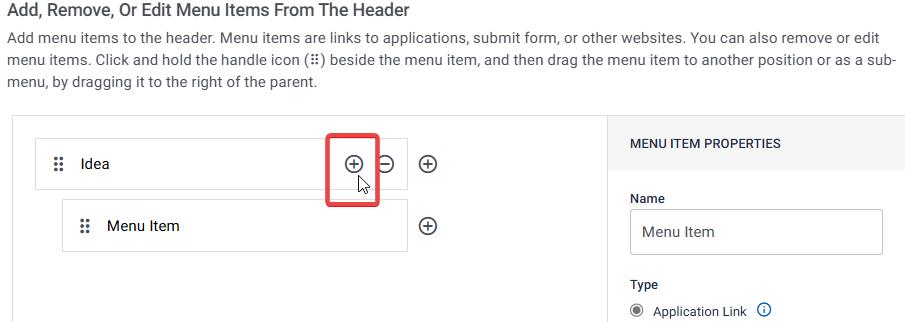 Add, Remove, Or Edit Menu Items From The Header
Add menu items to the header. Menu items are links to applications, submit form, or other websites. You can also remove or edit
menu items. Click and hold the handle icon (⠿) beside the menu item, and then drag the menu item to another position or as a sub-
menu, by dragging it to the right of the parent.
MENU ITEM PROPERTIES
Idea
Name
Menu Item
Menu Item
Type
Application Link